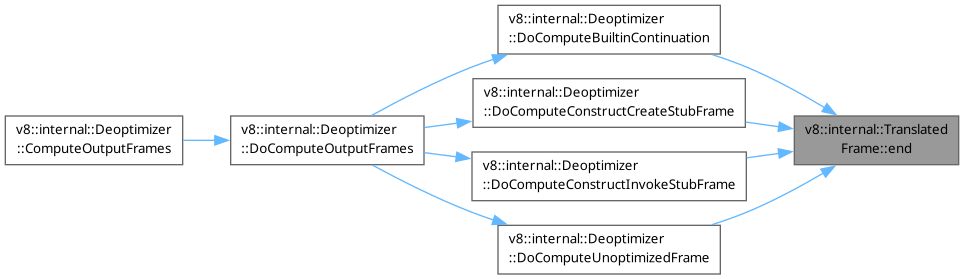 v8::internal::Deoptimizer
::ComputeOutputFrames
v8::internal::Deoptimizer
::DoComputeOutputFrames
v8::internal::Deoptimizer
::DoComputeBuiltinContinuation
v8::internal::Deoptimizer
::DoComputeConstructCreateStubFrame
v8::internal::Deoptimizer
::DoComputeConstructInvokeStubFrame
v8::internal::Deoptimizer
::DoComputeUnoptimizedFrame
v8::internal::Translated
Frame::end